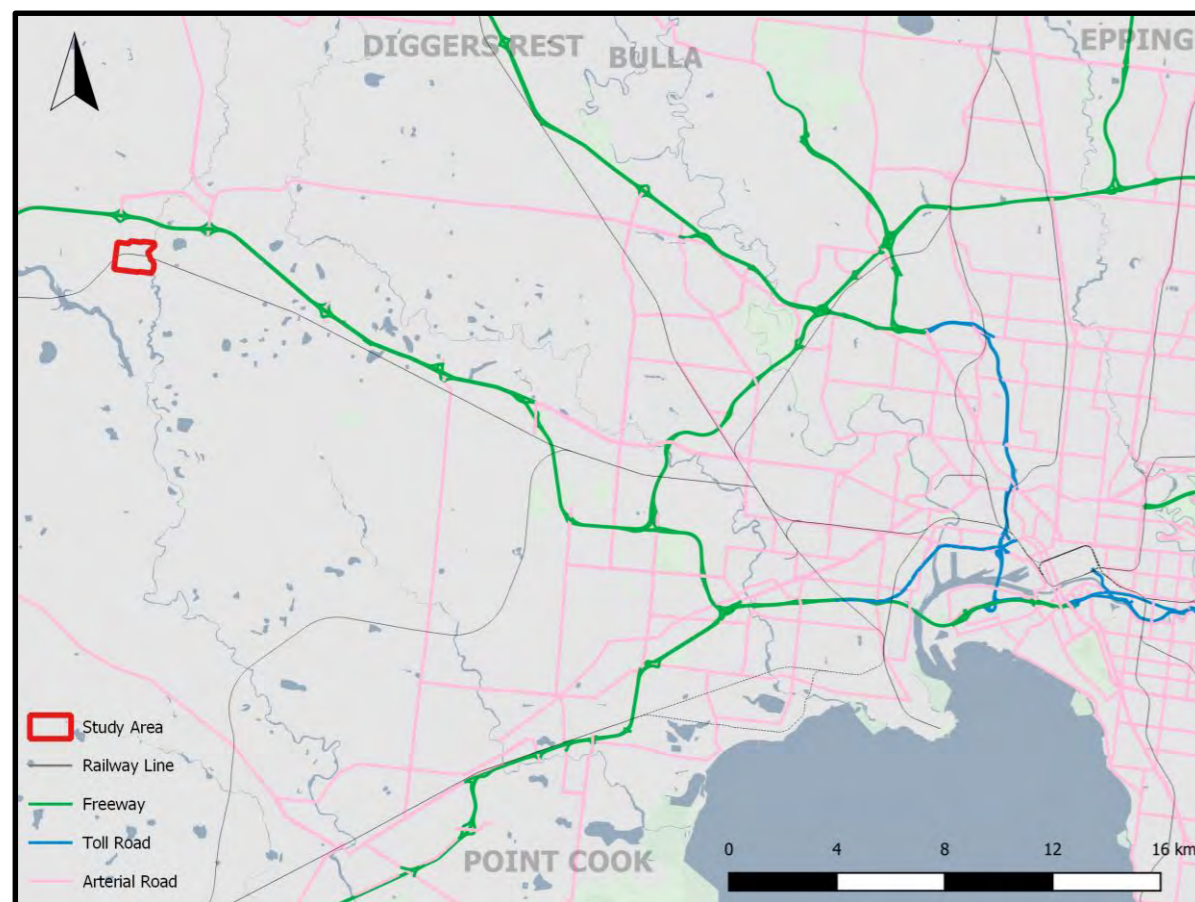 DIGGERS REST
BULLA
EPPING
POINT COOK
Study Area
Railway Line
Freeway
Toll Road
Arterial Road
0 4 8 12 16 km